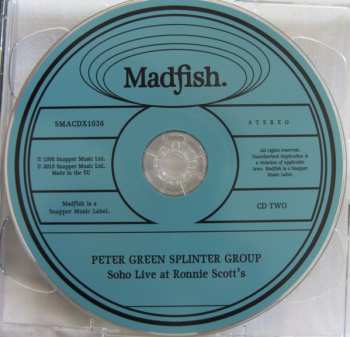 Madfish.
SMACDX1036
STEREO
℗ 1998 Snapper Music Ltd.
© 2015 Snapper Music Ltd.
Made in the EU
All rights reserved.
Unauthorised duplication is
a violation of applicable
laws. Madfish is a Snapper
Music Label.
Madfish is a
Snapper Music Label.
CD TWO
PETER GREEN SPLINTER GROUP
Soho Live at Ronnie Scott's